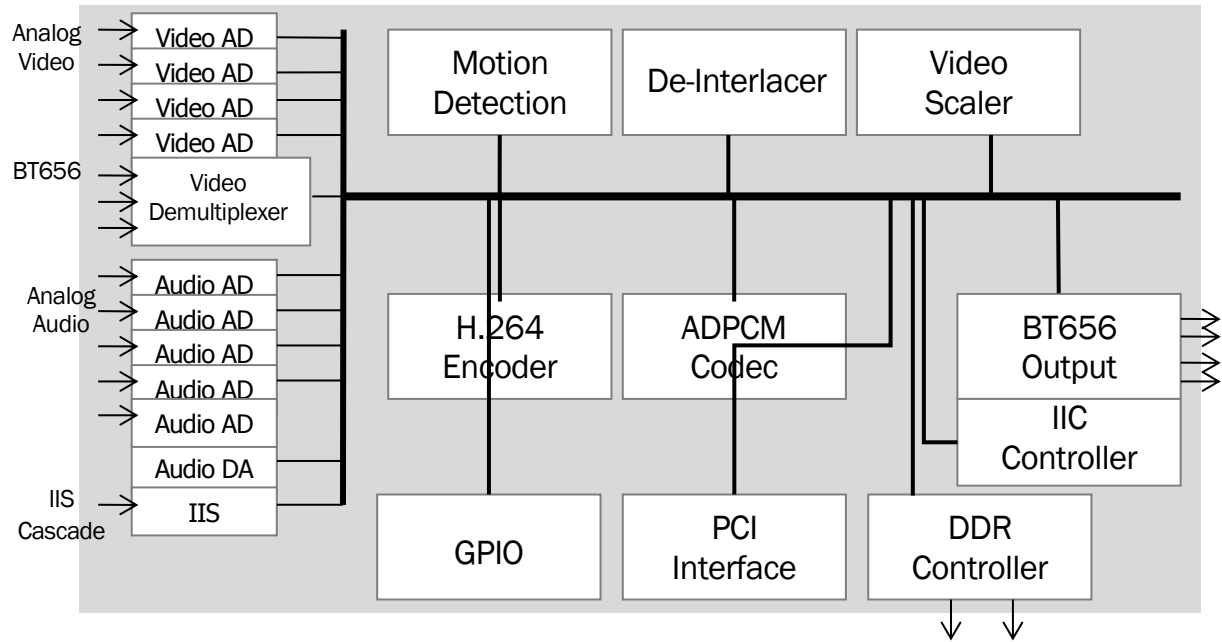 Analog
Video
BT656
Analog
Audio
IIS
Cascade
Video AD
Video AD
Video AD
Video AD
Video
Demultiplexer
Audio AD
Audio AD
Audio AD
Audio AD
Audio AD
Audio DA
IIS
Motion
Detection
De-Interlacer
Video
Scaler
H.264
Encoder
ADPCM
Codec
BT656
Output
IIC
Controller
GPIO
PCI
Interface
DDR
Controller